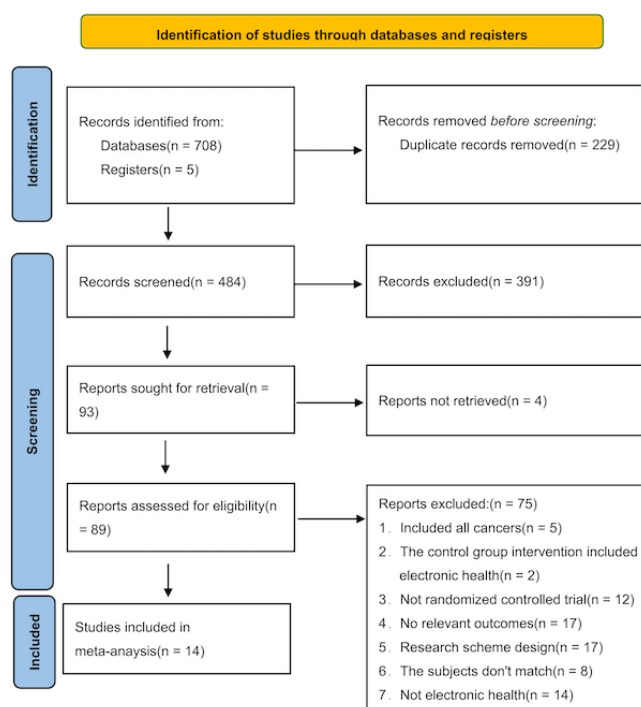 Identification of studies through databases and registers
Identification
Records identified from:
Databases(n = 708)
Registers(n = 5)
Records removed before screening:
Duplicate records removed(n = 229)
Screening
Records screened(n = 484)
Records excluded(n = 391)
Reports sought for retrieval(n =
93)
Reports not retrieved(n = 4)
Reports assessed for eligibility(n
= 89)
Reports excluded:(n = 75)
1. Included all cancers(n = 5)
2. The control group intervention included
electronic health(n = 2)
3. Not randomized controlled trial(n = 12)
4. No relevant outcomes(n = 17)
5. Research scheme design(n = 17)
6. The subjects don't match(n = 8)
7. Not electronic health(n = 14)
Included
Studies included in
meta-anaysis(n = 14)